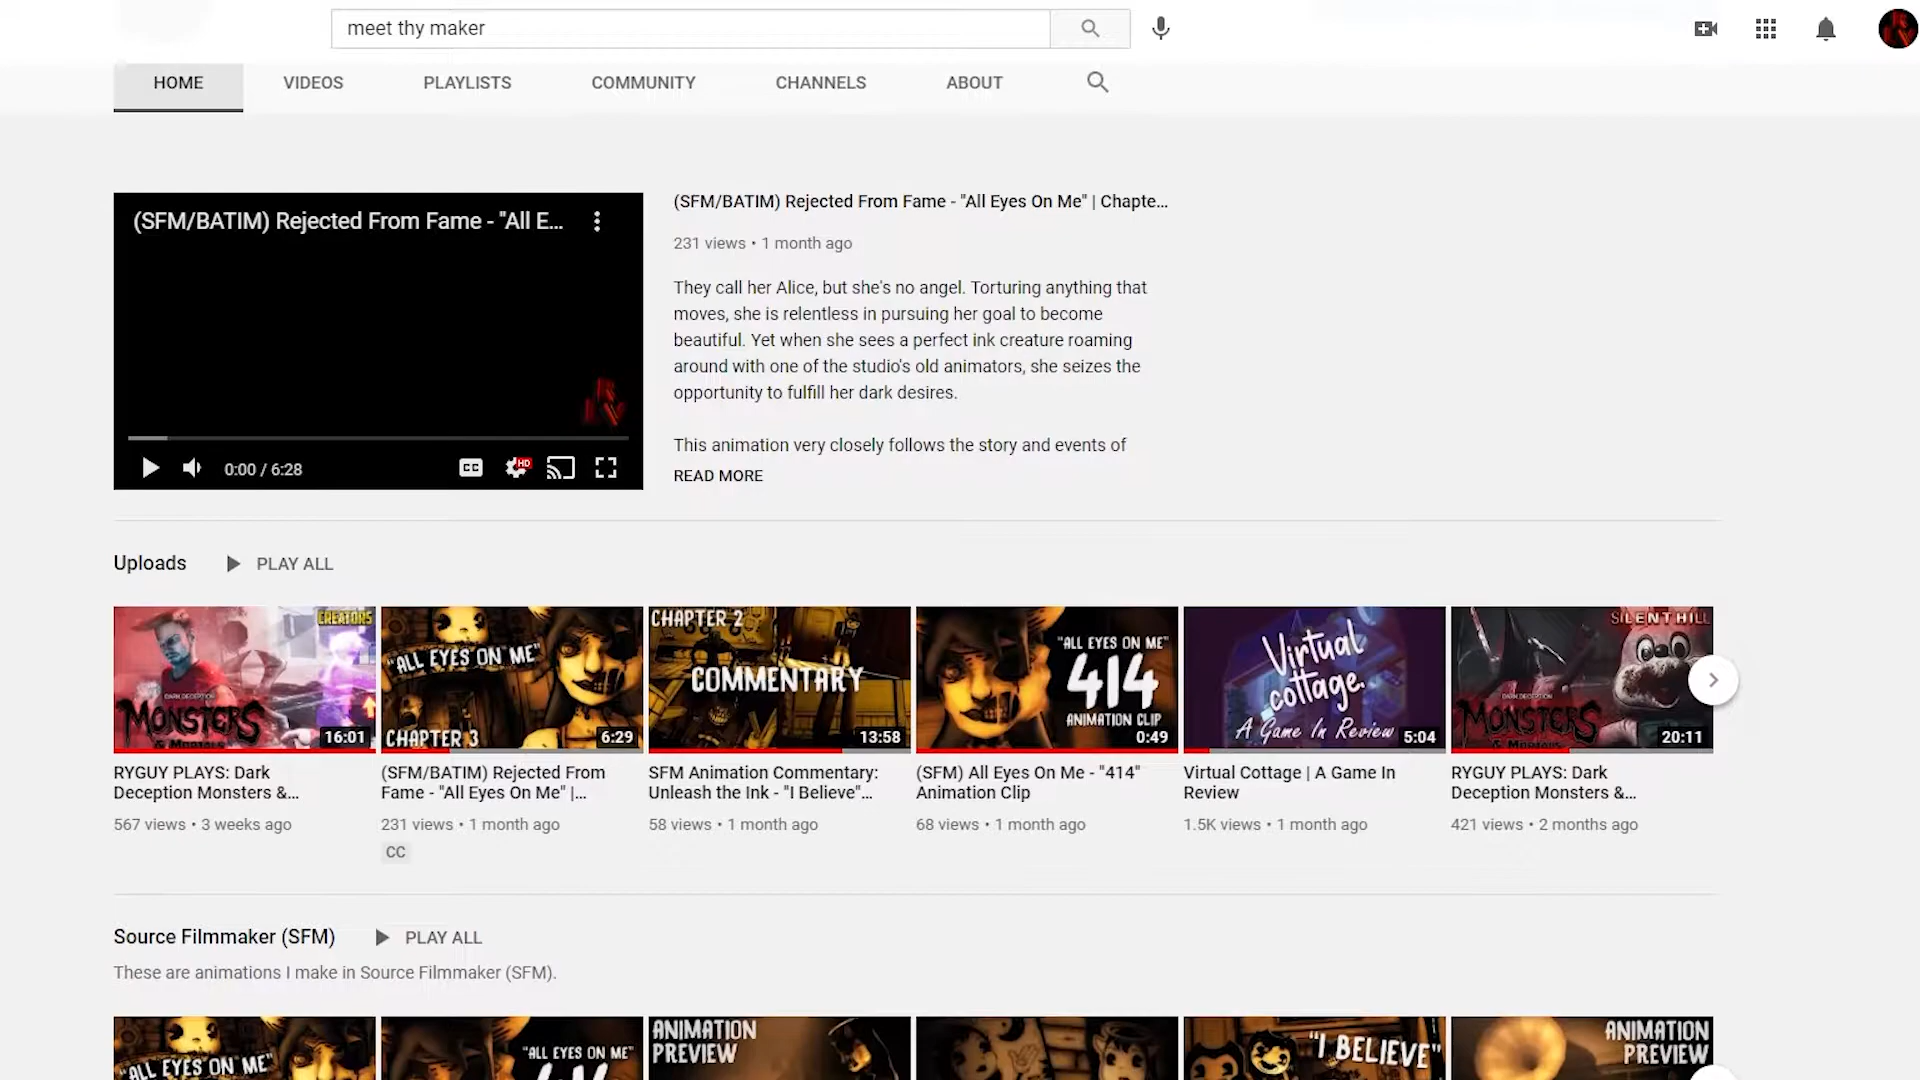 meet thy maker
HOME VIDEOS PLAYLISTS COMMUNITY CHANNELS ABOUT
(SFM/BATIM) Rejected From Fame - "All E...
0:00 / 6:28
CC
HD
(SFM/BATIM) Rejected From Fame - "All Eyes On Me" | Chapte...
231 views • 1 month ago
They call her Alice, but she's no angel. Torturing anything that
moves, she is relentless in pursuing her goal to become
beautiful. Yet when she sees a perfect ink creature roaming
around with one of the studio's old animators, she seizes the
opportunity to fulfill her dark desires.
This animation very closely follows the story and events of
READ MORE
Uploads PLAY ALL
CREATORS
DARK DECEPTION
MONSTERS
& MORTALS
16:01
RYGUY PLAYS: Dark
Deception Monsters &...
567 views • 3 weeks ago
"ALL EYES ON ME"
CHAPTER 3
6:29
(SFM/BATIM) Rejected From
Fame - "All Eyes On Me" |...
231 views • 1 month ago
CC
CHAPTER 2
COMMENTARY
13:58
SFM Animation Commentary:
Unleash the Ink - "I Believe"...
58 views • 1 month ago
"ALL EYES ON ME"
414
ANIMATION CLIP
0:49
(SFM) All Eyes On Me - "414"
Animation Clip
68 views • 1 month ago
Virtual
cottage.
A Game In Review
5:04
Virtual Cottage | A Game In
Review
1.5K views • 1 month ago
SILENT HILL
DARK DECEPTION
MONSTERS
& MORTALS
20:11
RYGUY PLAYS: Dark
Deception Monsters &...
421 views • 2 months ago
Source Filmmaker (SFM) PLAY ALL
These are animations I make in Source Filmmaker (SFM).
"ALL EYES ON ME"
"ALL EYES ON ME"
414
ANIMATION
PREVIEW
"I BELIEVE"
ANIMATION
PREVIEW